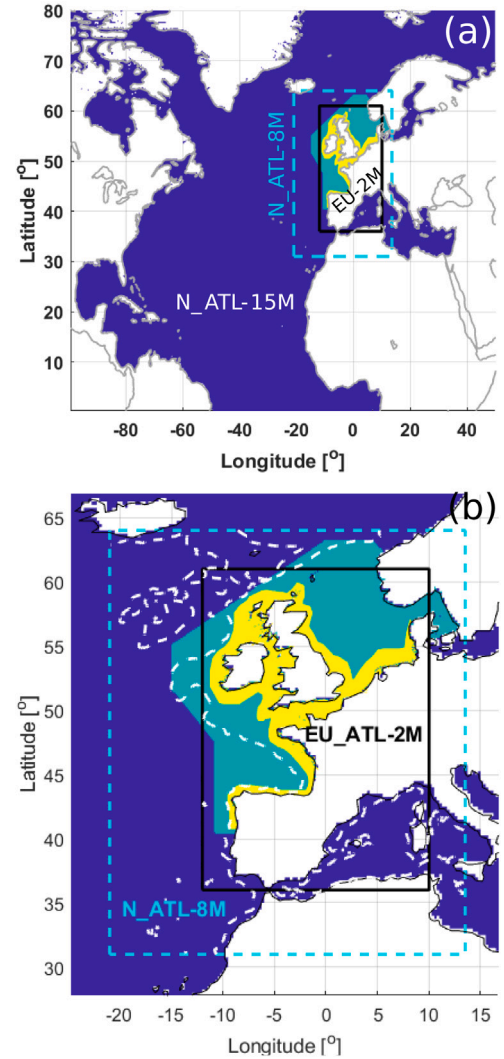 (a)
Latitude [o]
80
70
60
50
40
30
20
10
N_ATL-8M
EU-2M
N_ATL-15M
-80 -60 -40 -20 0 20 40
Longitude [o]
(b)
Latitude [o]
65
60
55
50
45
40
35
30
EU_ATL-2M
N_ATL-8M
-20 -15 -10 -5 0 5 10 15
Longitude [o]